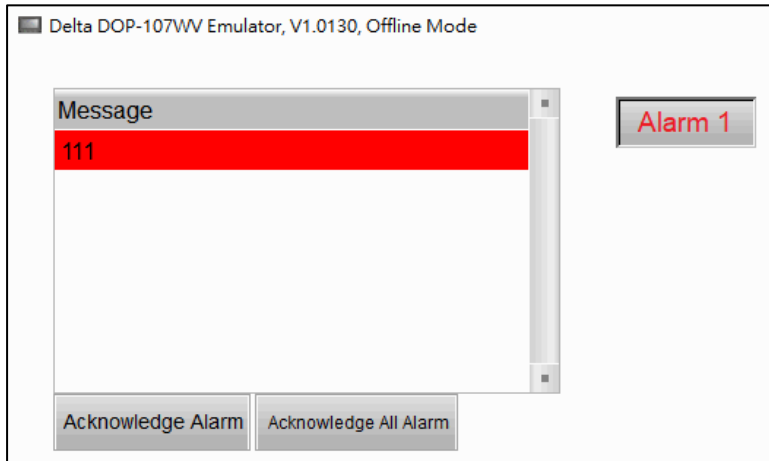 Delta DOP-107WV Emulator, V1.0130, Offline Mode
Message
Alarm 1
111
Acknowledge Alarm
Acknowledge All Alarm